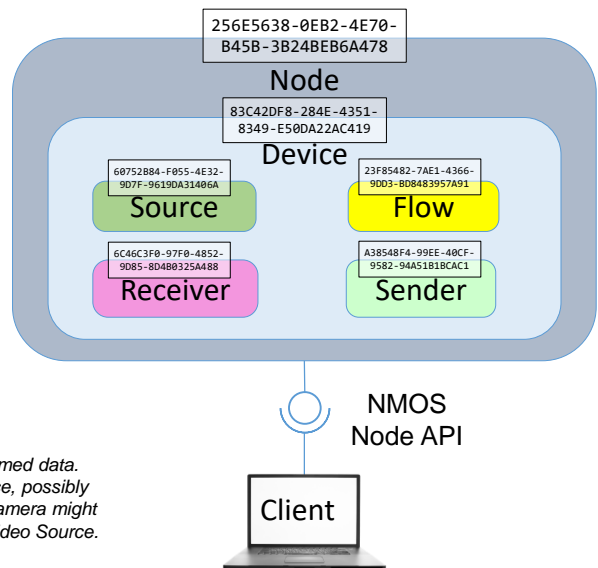 256E5638-0EB2-4E70-
B45B-3B24BEB6A478
Node
83C42DF8-284E-4351-
8349-E50DA22AC419
Device
60752B84-F055-4E32-
9D7F-9619DA31406A
Source
23F85482-7AE1-4366-
9DD3-BD8483957A91
Flow
6C46C3F0-97F0-4852-
9D85-8D4B0325A488
Receiver
A38548F4-99EE-40CF-
9582-94A51B1BCAC1
Sender
NMOS
Node API
med data.
ce, possibly
amera might
deo Source.
Client